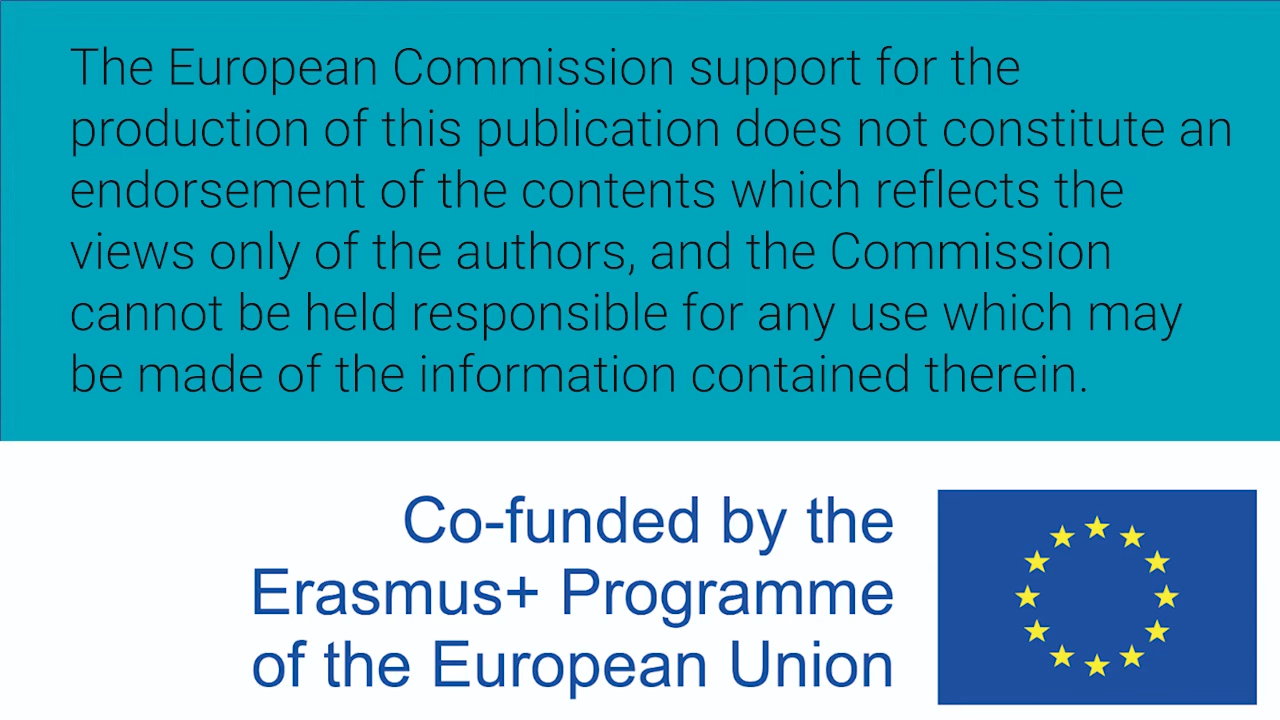 The European Commission support for the
production of this publication does not constitute an
endorsement of the contents which reflects the
views only of the authors, and the Commission
cannot be held responsible for any use which may
be made of the information contained therein.
Co-funded by the
Erasmus+ Programme
of the European Union